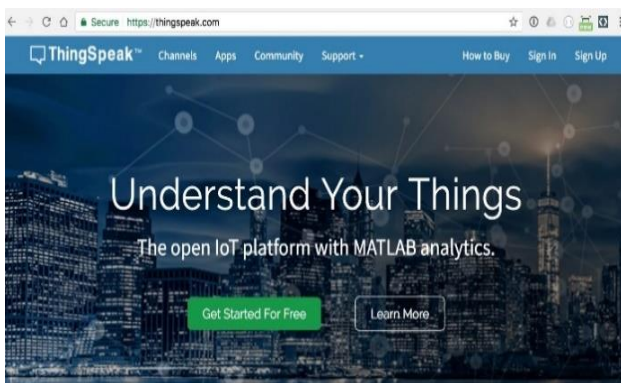 Secure https://thingspeak.com
ThingSpeak™ Channels Apps Community Support How to Buy Sign In Sign Up
Understand Your Things
The open IoT platform with MATLAB analytics.
Get Started For Free Learn More